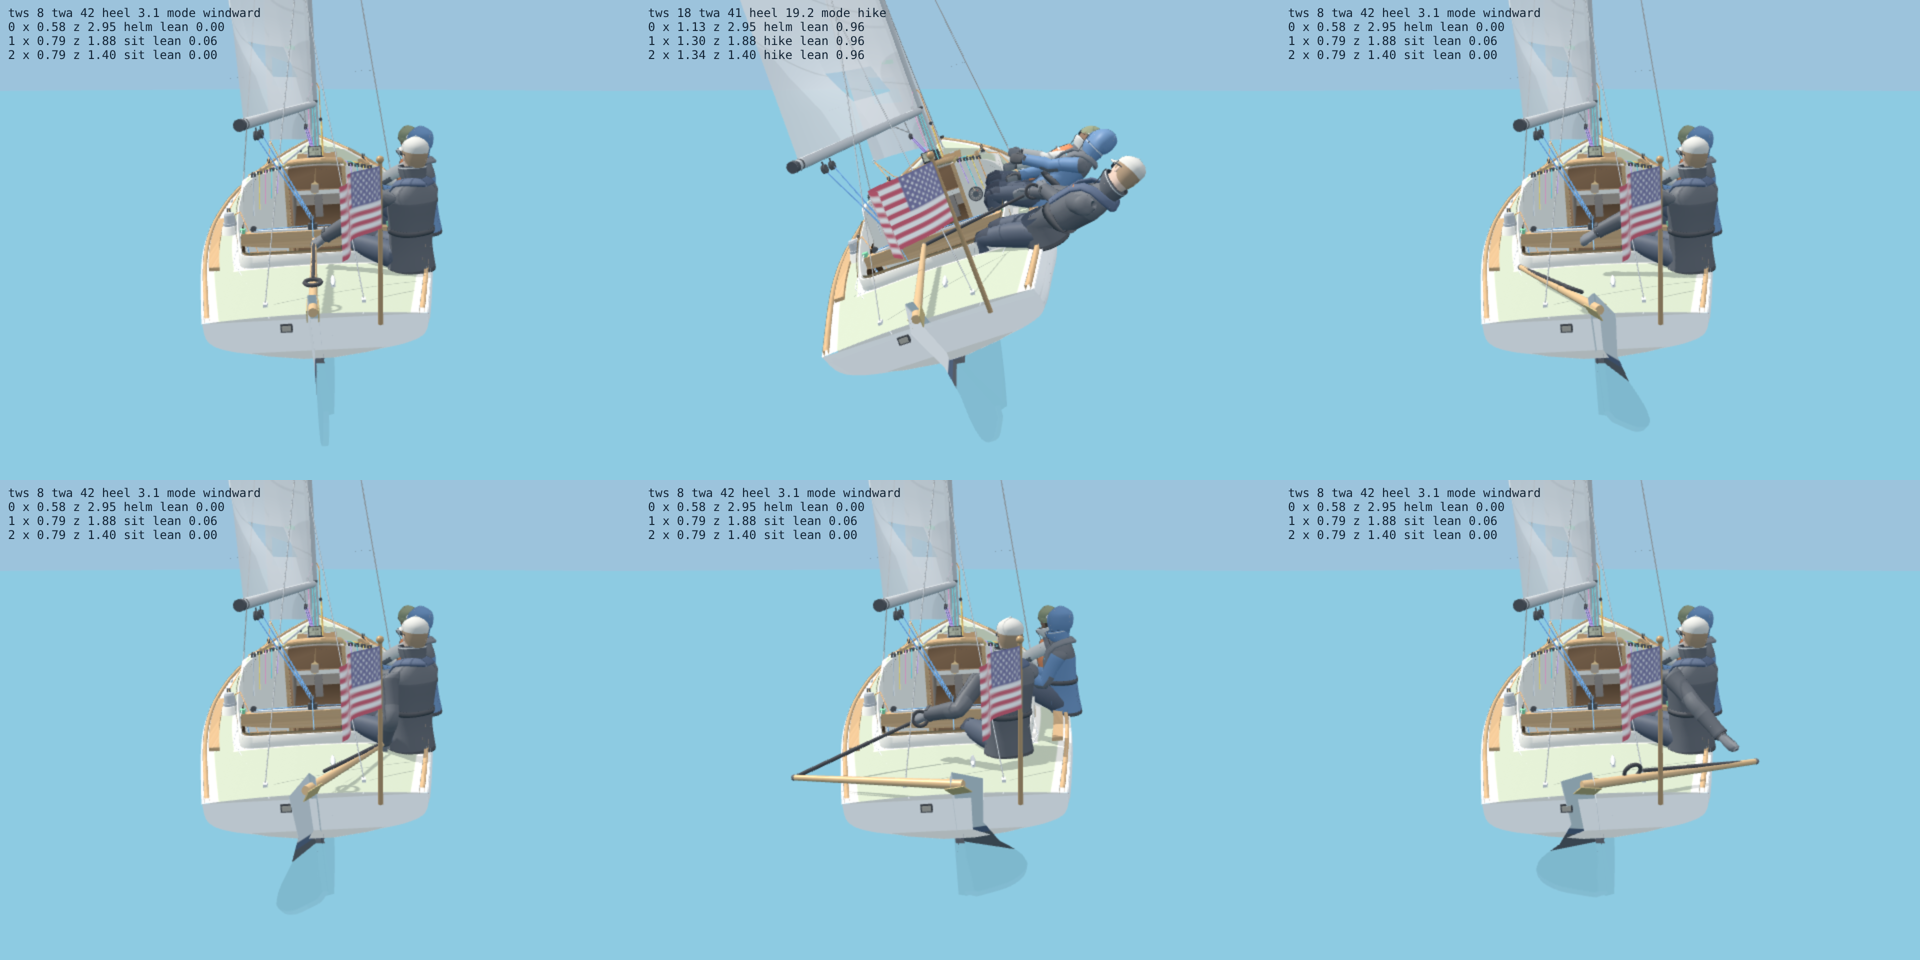 tws 8 twa 42 heel 3.1 mode windward
0 x 0.58 z 2.95 helm lean 0.00
1 x 0.79 z 1.88 sit lean 0.06
2 x 0.79 z 1.40 sit lean 0.00
tws 18 twa 41 heel 19.2 mode hike
0 x 1.13 z 2.95 helm lean 0.96
1 x 1.30 z 1.88 hike lean 0.96
2 x 1.34 z 1.40 hike lean 0.96
tws 8 twa 42 heel 3.1 mode windward
0 x 0.58 z 2.95 helm lean 0.00
1 x 0.79 z 1.88 sit lean 0.06
2 x 0.79 z 1.40 sit lean 0.00
tws 8 twa 42 heel 3.1 mode windward
0 x 0.58 z 2.95 helm lean 0.00
1 x 0.79 z 1.88 sit lean 0.06
2 x 0.79 z 1.40 sit lean 0.00
tws 8 twa 42 heel 3.1 mode windward
0 x 0.58 z 2.95 helm lean 0.00
1 x 0.79 z 1.88 sit lean 0.06
2 x 0.79 z 1.40 sit lean 0.00
tws 8 twa 42 heel 3.1 mode windward
0 x 0.58 z 2.95 helm lean 0.00
1 x 0.79 z 1.88 sit lean 0.06
2 x 0.79 z 1.40 sit lean 0.00